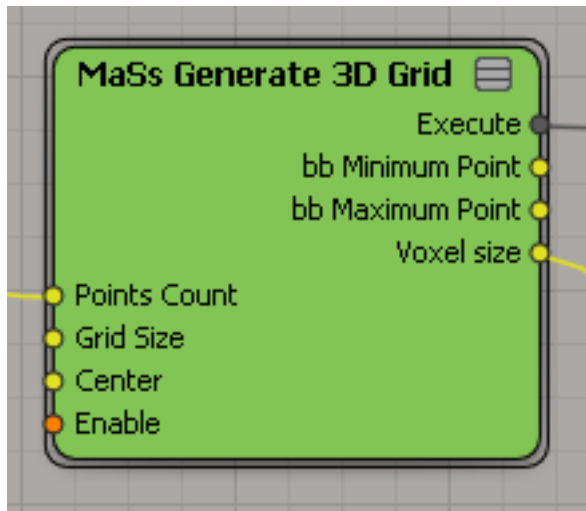 MaSs Generate 3D Grid
Execute
bb Minimum Point
bb Maximum Point
Voxel size
Points Count
Grid Size
Center
Enable